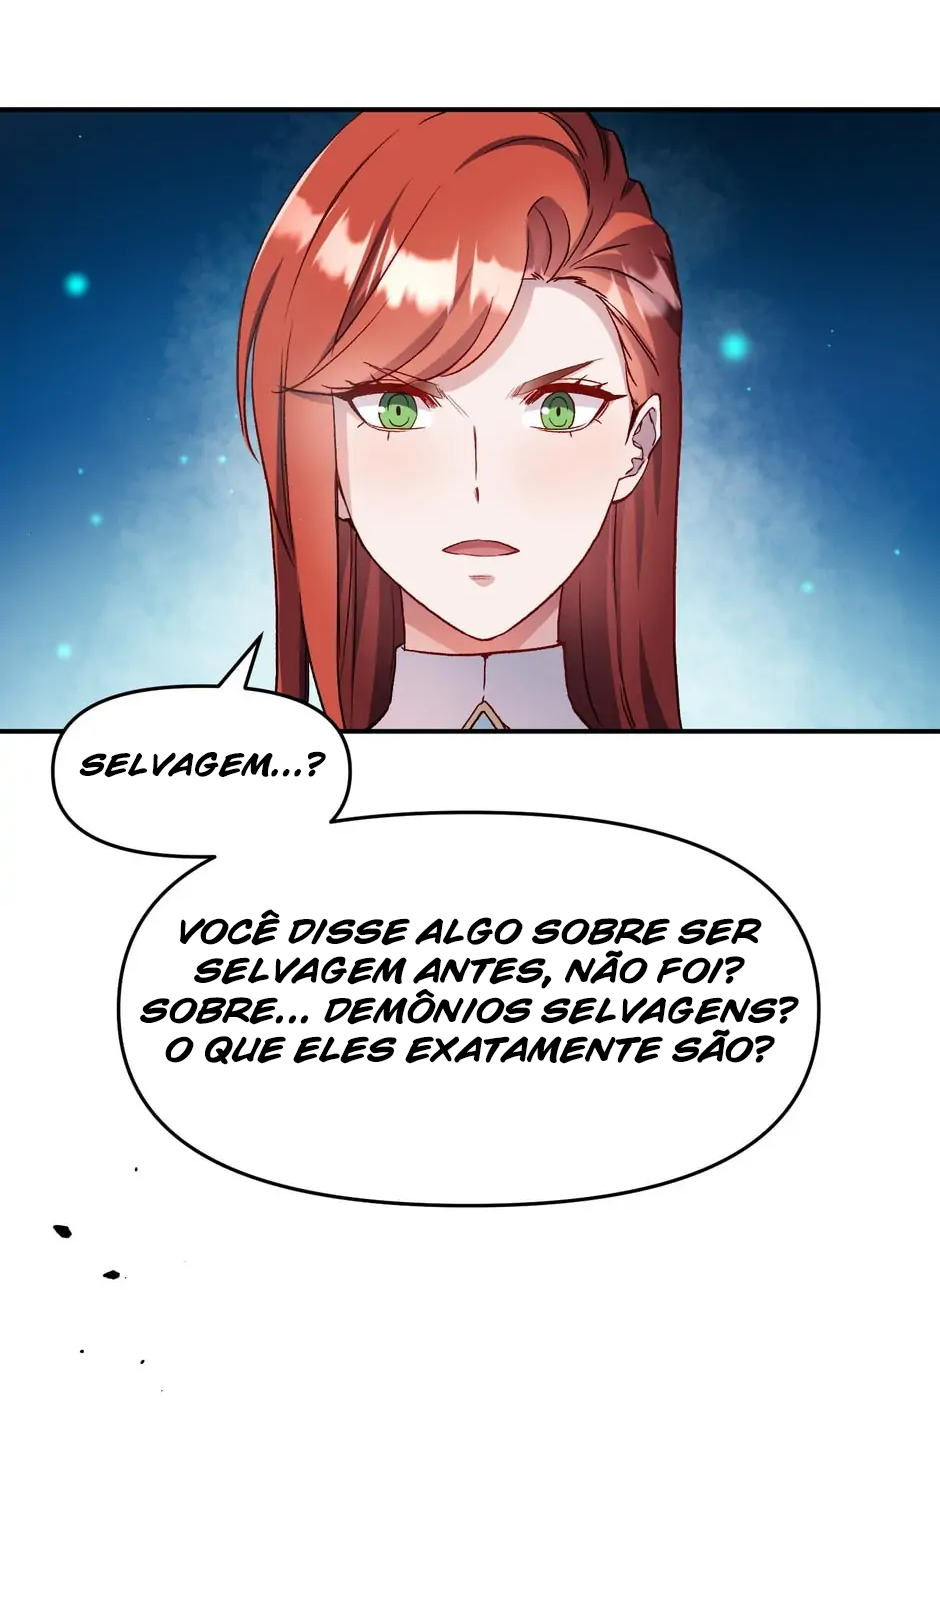 SELVAGEM...?
VOCÊ DISSE ALGO SOBRE SER
SELVAGEM ANTES, NÃO FOI?
SOBRE... DEMÔNIOS SELVAGENS?
O QUE ELES EXATAMENTE SÃO?